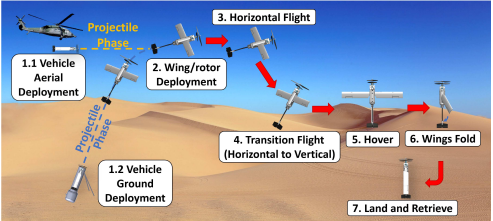 Projectile
Phase
3. Horizontal Flight
1.1 Vehicle
Aerial
Deployment
2. Wing/rotor
Deployment
Projectile
Phase
4. Transition Flight
(Horizontal to Vertical)
5. Hover
6. Wings Fold
1.2 Vehicle
Ground
Deployment
7. Land and Retrieve